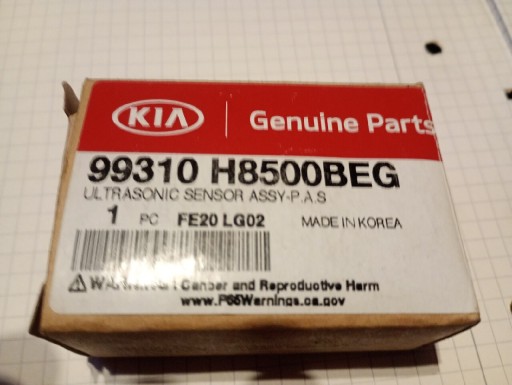 KIA Genuine Parts
99310 H8500BEG
ULTRASONIC SENSOR ASSY-P.A.S
1 PC FE20 LG02 MADE IN KOREA
Cancer and Reproductive Harm
www.P65Warnings.ca.gov